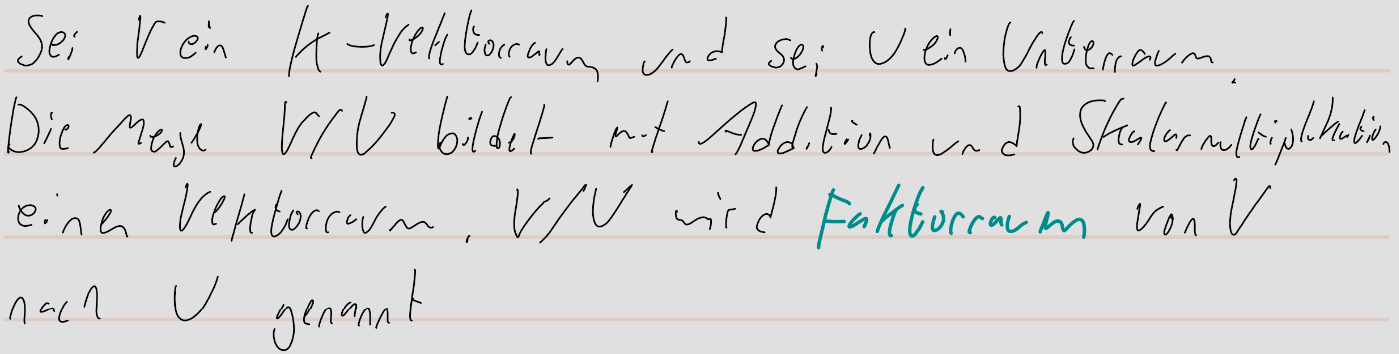 Sei V ein K-Vektorraum und sei U ein Unterraum.
Die Menge V/U bildet mit Addition und Skalarmultiplikation
einen Vektorraum. V/U wird Faktorraum von V
nach U genannt